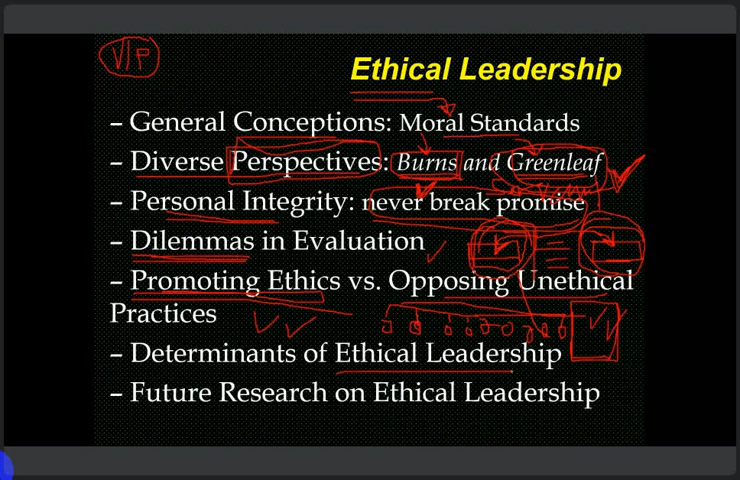 V/P
Ethical Leadership
– General Conceptions: Moral Standards
– Diverse Perspectives: Burns and Greenleaf
– Personal Integrity: never break promise
– Dilemmas in Evaluation
– Promoting Ethics vs. Opposing Unethical
Practices
– Determinants of Ethical Leadership
– Future Research on Ethical Leadership